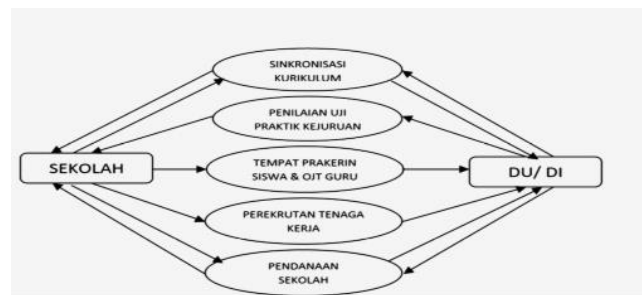 SINKRONISASI
KURIKULUM
PENILAIAN UJI
PRAKTIK KEJURUAN
SEKOLAH
TEMPAT PRAKERIN
SISWA & OJT GURU
DU/ DI
PEREKRUTAN TENAGA
KERJA
PENDANAAN
SEKOLAH